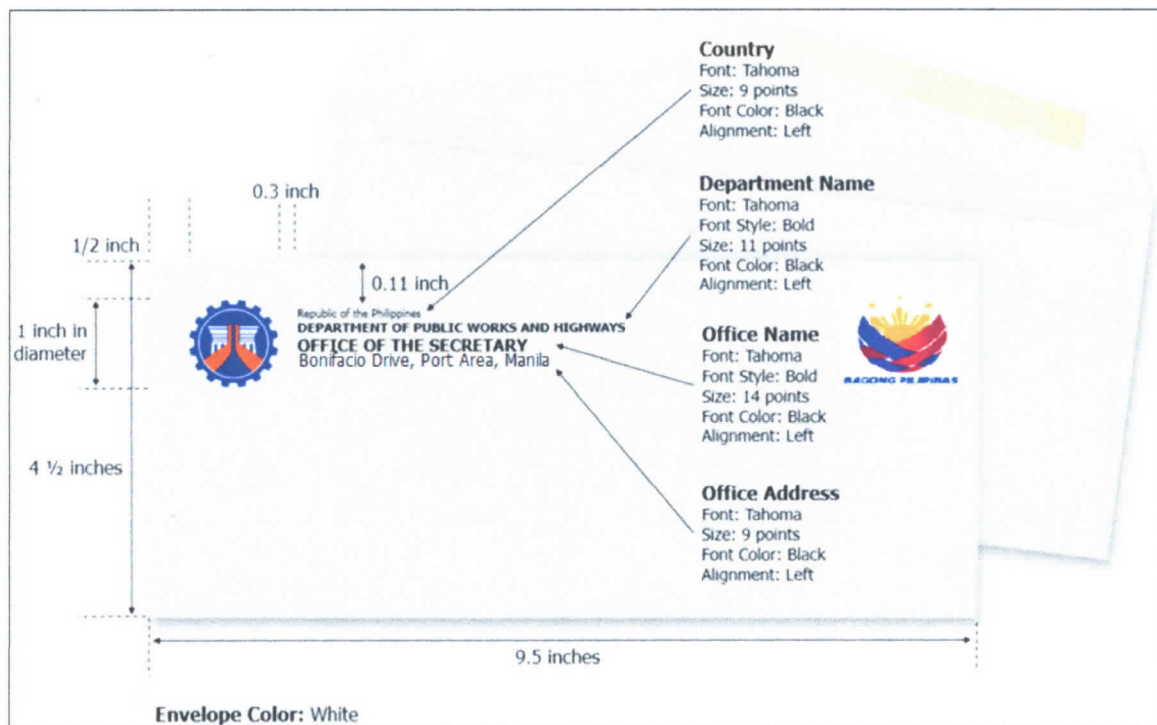 Country
Font: Tahoma
Size: 9 points
Font Color: Black
Alignment: Left
Department Name
Font: Tahoma
Font Style: Bold
Size: 11 points
Font Color: Black
Alignment: Left
0.3 inch
1/2 inch
0.11 inch
1 inch in
diameter
Republic of the Philippines
DEPARTMENT OF PUBLIC WORKS AND HIGHWAYS
OFFICE OF THE SECRETARY
Bonifacio Drive, Port Area, Manila
BAGONG PILIPINAS
Office Name
Font: Tahoma
Font Style: Bold
Size: 14 points
Font Color: Black
Alignment: Left
4 ½ inches
Office Address
Font: Tahoma
Size: 9 points
Font Color: Black
Alignment: Left
9.5 inches
Envelope Color: White